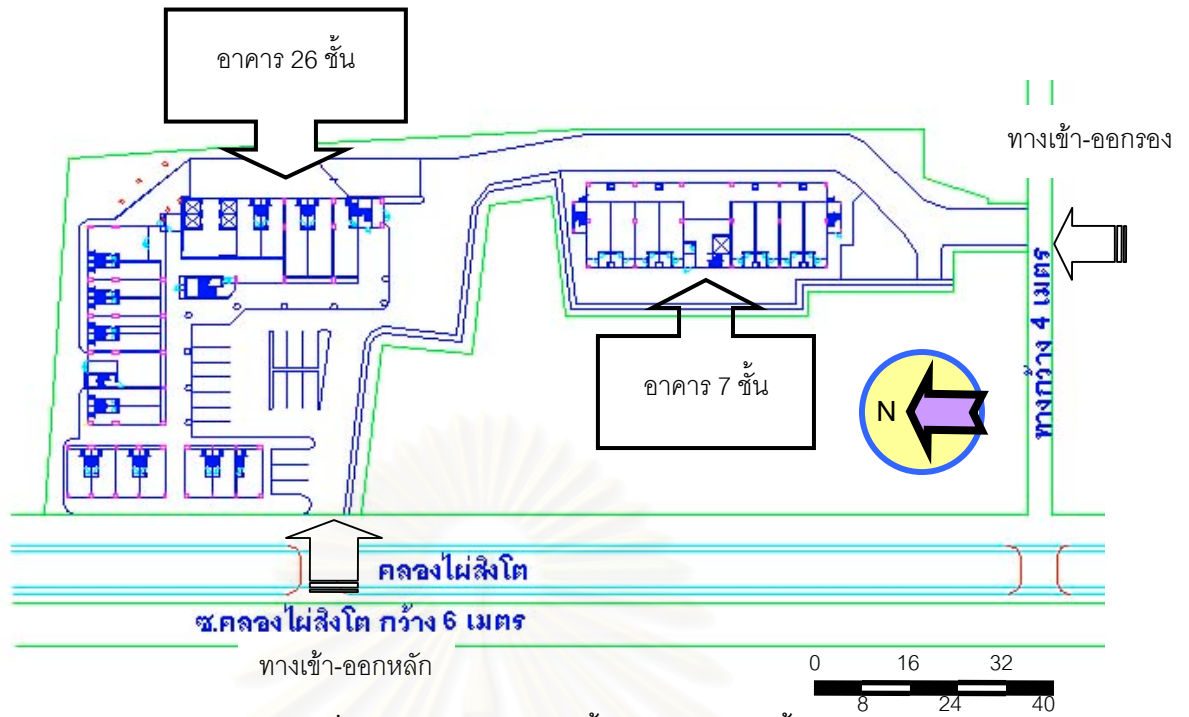 อาคาร 26 ชั้น
ทางเข้า-ออกรอง
ทางกว้าง 4 เมตร
อาคาร 7 ชั้น
N
คลองไผ่สิงโต
ซ.คลองไผ่สิงโต กว้าง 6 เมตร
ทางเข้า-ออกหลัก
0 16 32
8 24 40